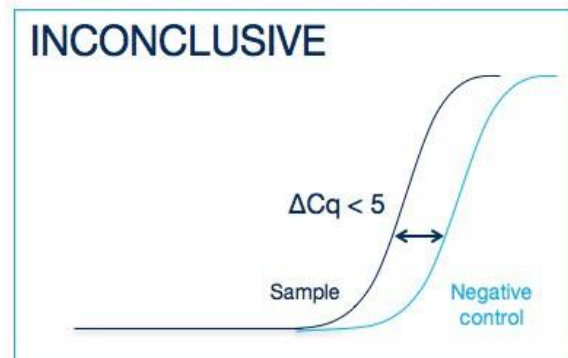 INCONCLUSIVE
ΔCq < 5
Sample
Negative
control